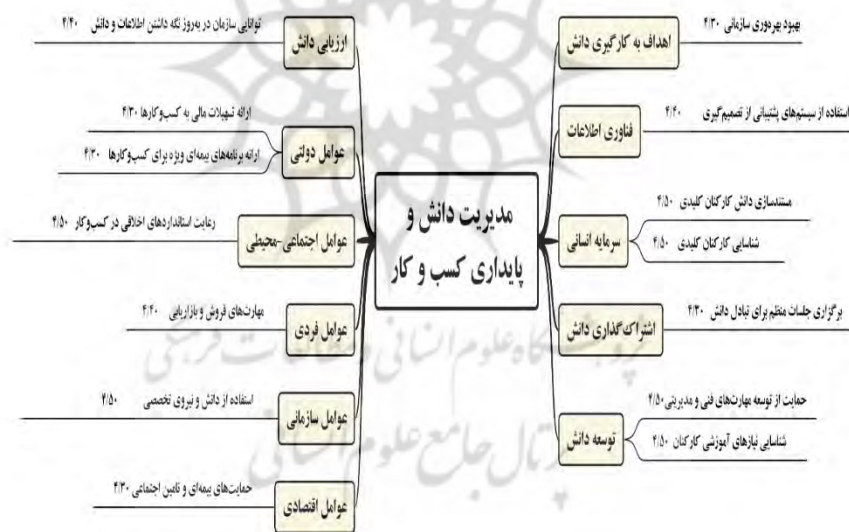 مدیریت دانش و
پایداری کسب و کار
اهداف به کارگیری دانش
بهبود بهره‌وری سازمانی ۴/۳۰
فناوری اطلاعات
استفاده از سیستم‌های پشتیبانی از تصمیم‌گیری ۴/۴۰
سرمایه انسانی
مستندسازی دانش کارکنان کلیدی ۴/۵۰
شناسایی کارکنان کلیدی ۴/۵۰
اشتراک‌گذاری دانش
برگزاری جلسات منظم برای تبادل دانش ۴/۳۰
توسعه دانش
حمایت از توسعه مهارت‌های فنی و مدیریتی ۴/۵۰
شناسایی نیازهای آموزشی کارکنان ۴/۵۰
ارزیابی دانش
توانایی سازمان در به‌روز نگه داشتن اطلاعات و دانش ۴/۴۰
عوامل دولتی
ارائه تسهیلات مالی به کسب‌وکارها ۴/۳۰
ارائه برنامه‌های بیمه‌ای ویژه برای کسب‌وکارها ۴/۳۰
عوامل اجتماعی-محیطی
رعایت استانداردهای اخلاقی در کسب‌وکار ۴/۵۰
عوامل فردی
مهارت‌های فروش و بازاریابی ۴/۴۰
عوامل سازمانی
استفاده از دانش و نیروی تخصصی ۴/۵۰
عوامل اقتصادی
حمایت‌های بیمه‌ای و تامین اجتماعی ۴/۳۰
پرتال جامع علوم انسانی